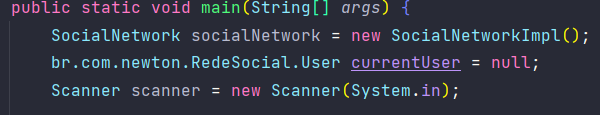 public static void main(String[] args) {
    SocialNetwork socialNetwork = new SocialNetworkImpl();
    br.com.newton.RedeSocial.User currentUser = null;
    Scanner scanner = new Scanner(System.in);